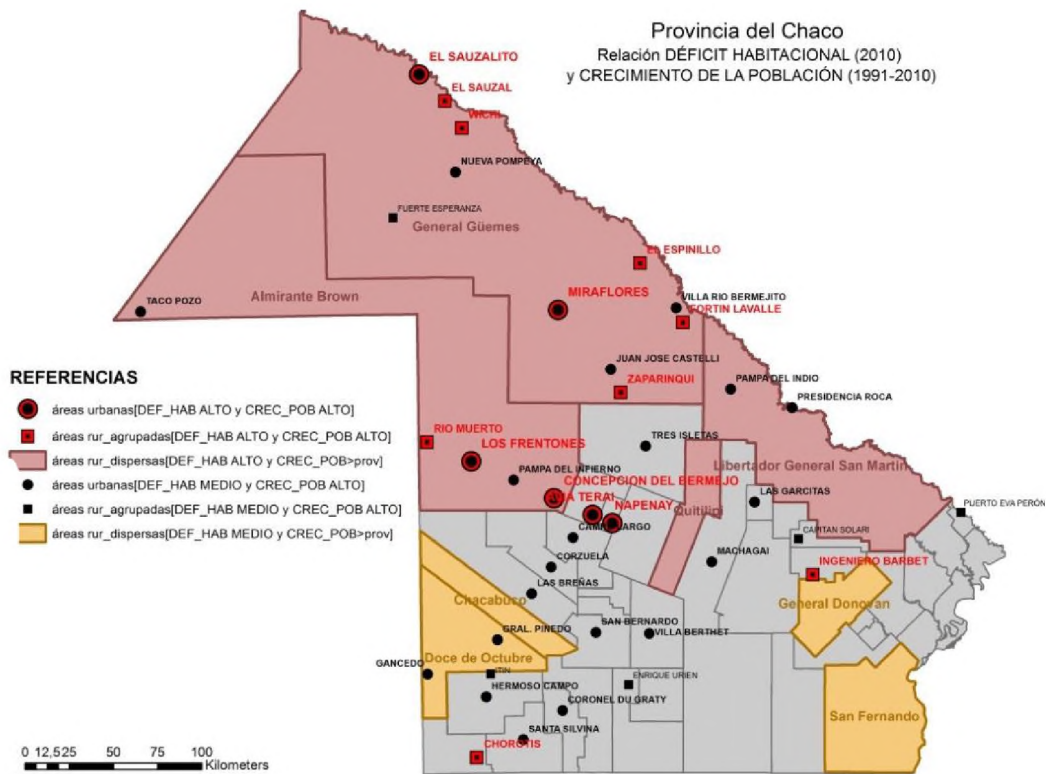 Provincia del Chaco
Relación DÉFICIT HABITACIONAL (2010)
y CRECIMIENTO DE LA POBLACIÓN (1991-2010)
EL SAUZALITO
EL SAUZAL
WICHI
NUEVA POMPEYA
FUERTE ESPERANZA
General Güemes
EL ESPINILLO
Almirante Brown
MIRAFLORES
VILLA RIO BERMEJITO
TACO POZO
FORTIN LAVALLE
JUAN JOSE CASTELLI
ZAPARINQUI
PAMPA DEL INDIO
PRESIDENCIA ROCA
REFERENCIAS
áreas urbanas[DEF_HAB ALTO y CREC_POB ALTO]
áreas rur_agrupadas[DEF_HAB ALTO y CREC_POB ALTO]
áreas rur_dispersas[DEF_HAB ALTO y CREC_POB>prov]
áreas urbanas[DEF_HAB MEDIO y CREC_POB ALTO]
áreas rur_agrupadas[DEF_HAB MEDIO y CREC_POB ALTO]
áreas rur_dispersas[DEF_HAB MEDIO y CREC_POB>prov]
RIO MUERTO
LOS FRENTONES
TRES ISLETAS
PAMPA DEL INFIERNO
Libertador General San Martín
CONCEPCION DEL BERMEJO
LAS GARCITAS
TERAI
NAPENAY
Quitilipi
PUERTO EVA PERÓN
CAPITAN SOLARI
CORZUELA
MACHAGAI
INGENIERO BARBET
LAS BREÑAS
Chacabuco
General Donovan
SAN BERNARDO
VILLA BERTHET
GRAL. PINEDO
Doce de Octubre
GANCEDO
ITIN
ENRIQUE URIEN
HERMOSO CAMPO
CORONEL DU GRATY
San Fernando
SANTA SILVINA
CHOROTIS
0 12,525 50 75 100
Kilometers